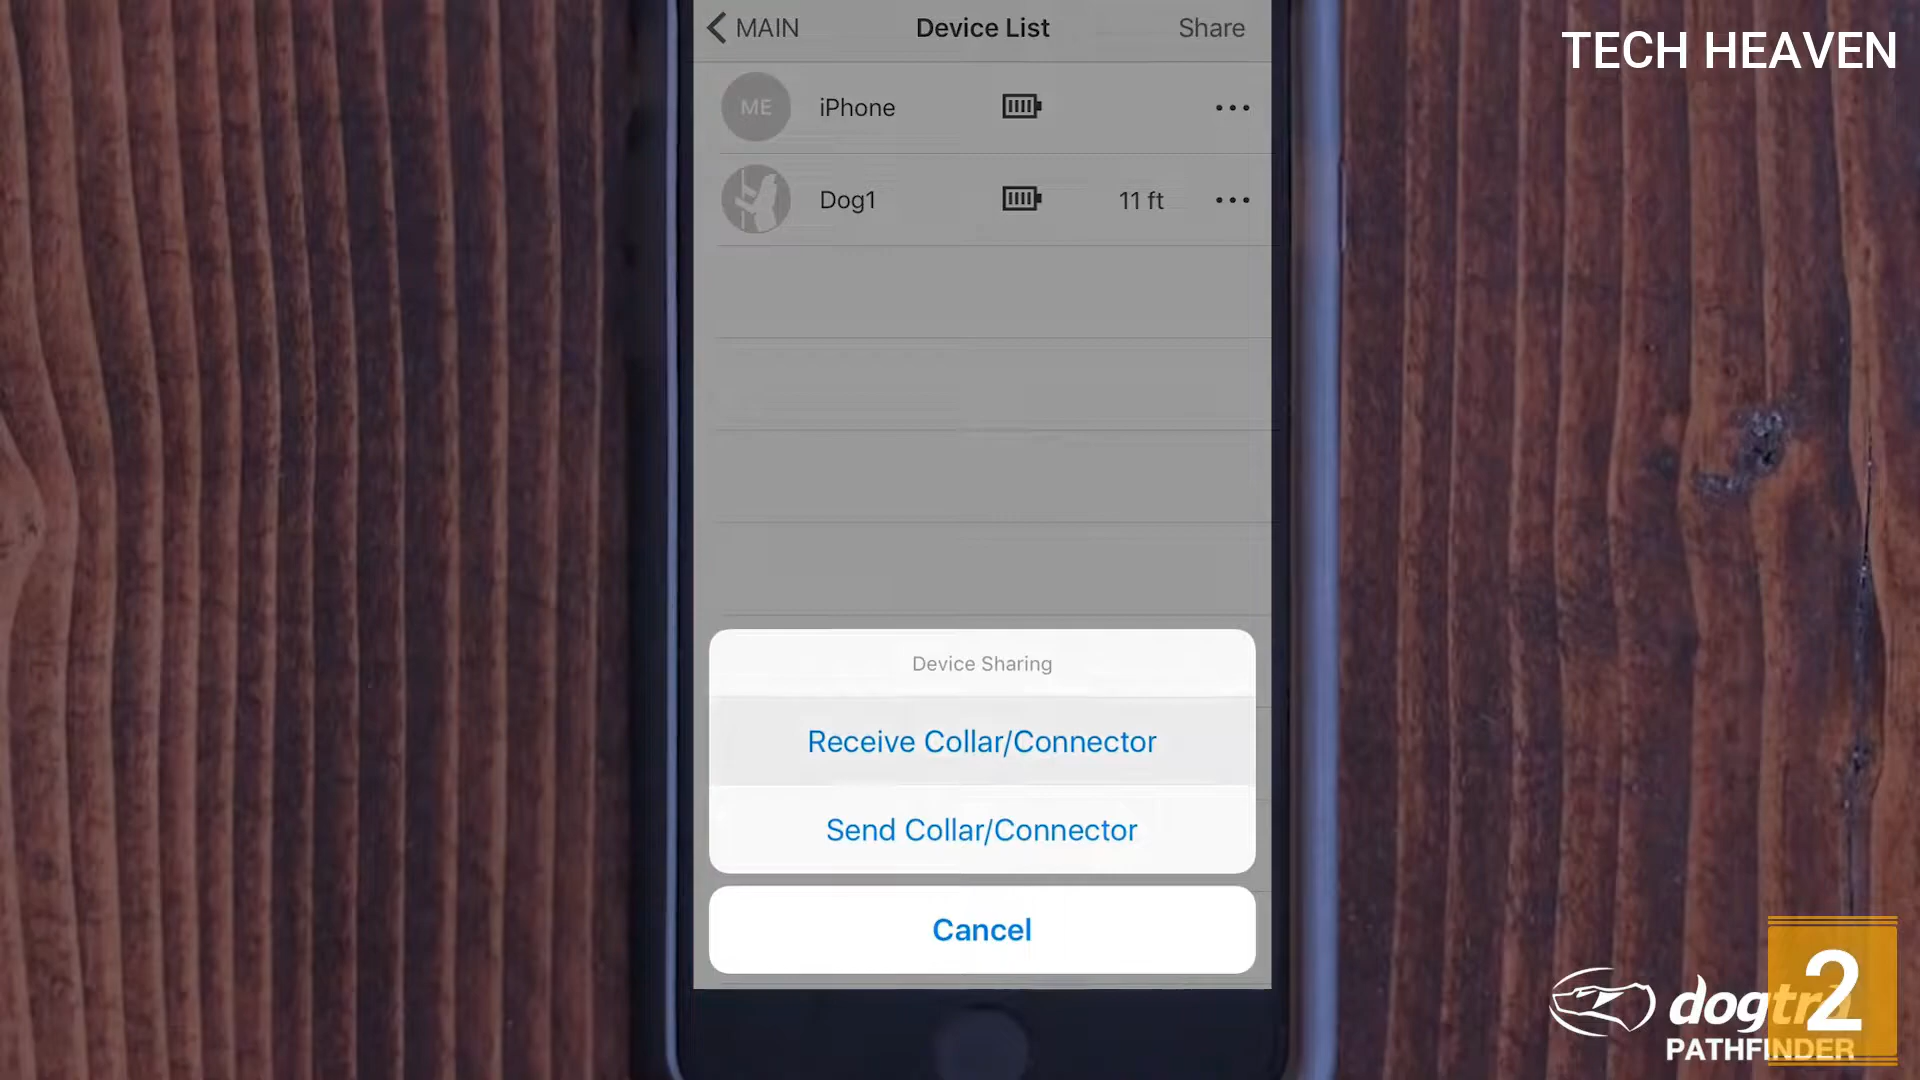 TECH HEAVEN
MAIN
Device List
Share
ME
iPhone
Dog1
11 ft
Device Sharing
Receive Collar/Connector
Send Collar/Connector
Cancel
2
dogtra
PATHFINDER